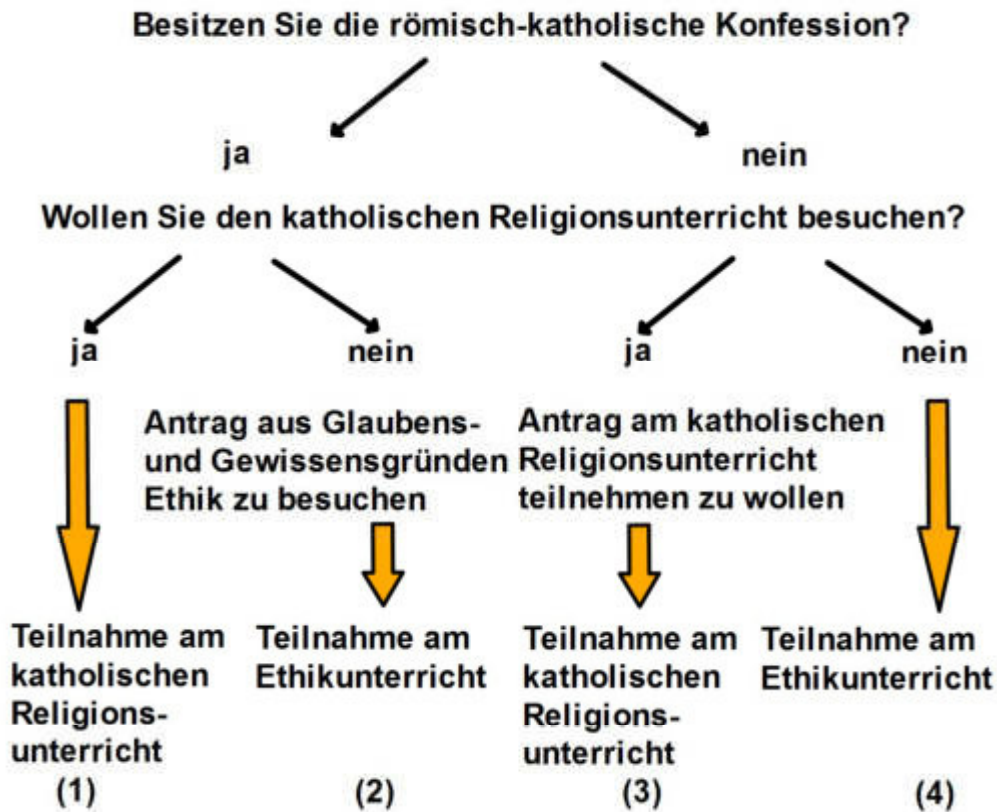 Besitzen Sie die römisch-katholische Konfession?
ja
nein
Wollen Sie den katholischen Religionsunterricht besuchen?
ja
nein
ja
nein
Antrag aus Glaubens-
und Gewissensgründen
Ethik zu besuchen
Antrag am katholischen
Religionsunterricht
teilnehmen zu wollen
Teilnahme am
katholischen
Religions-
unterricht
(1)
Teilnahme am
Ethikunterricht
(2)
Teilnahme am
katholischen
Religions-
unterricht
(3)
Teilnahme am
Ethikunterricht
(4)